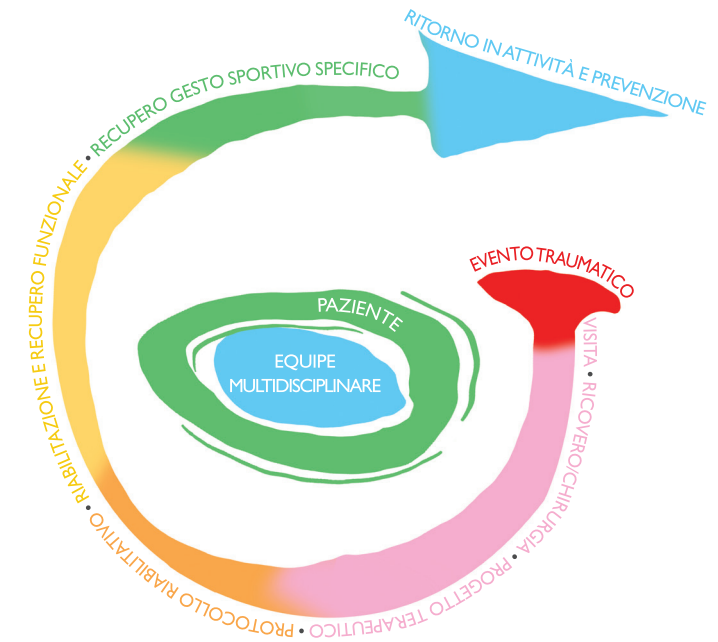 RITORNO IN ATTIVITÀ E PREVENZIONE
RECUPERO GESTO SPORTIVO SPECIFICO
•
RIABILITAZIONE E RECUPERO FUNZIONALE
•
PROTOCOLLO RIABILITATIVO
•
PROGETTO TERAPEUTICO
•
RICOVERO/CHIRURGIA
•
VISITA
EVENTO TRAUMATICO
PAZIENTE
EQUIPE
MULTIDISCIPLINARE